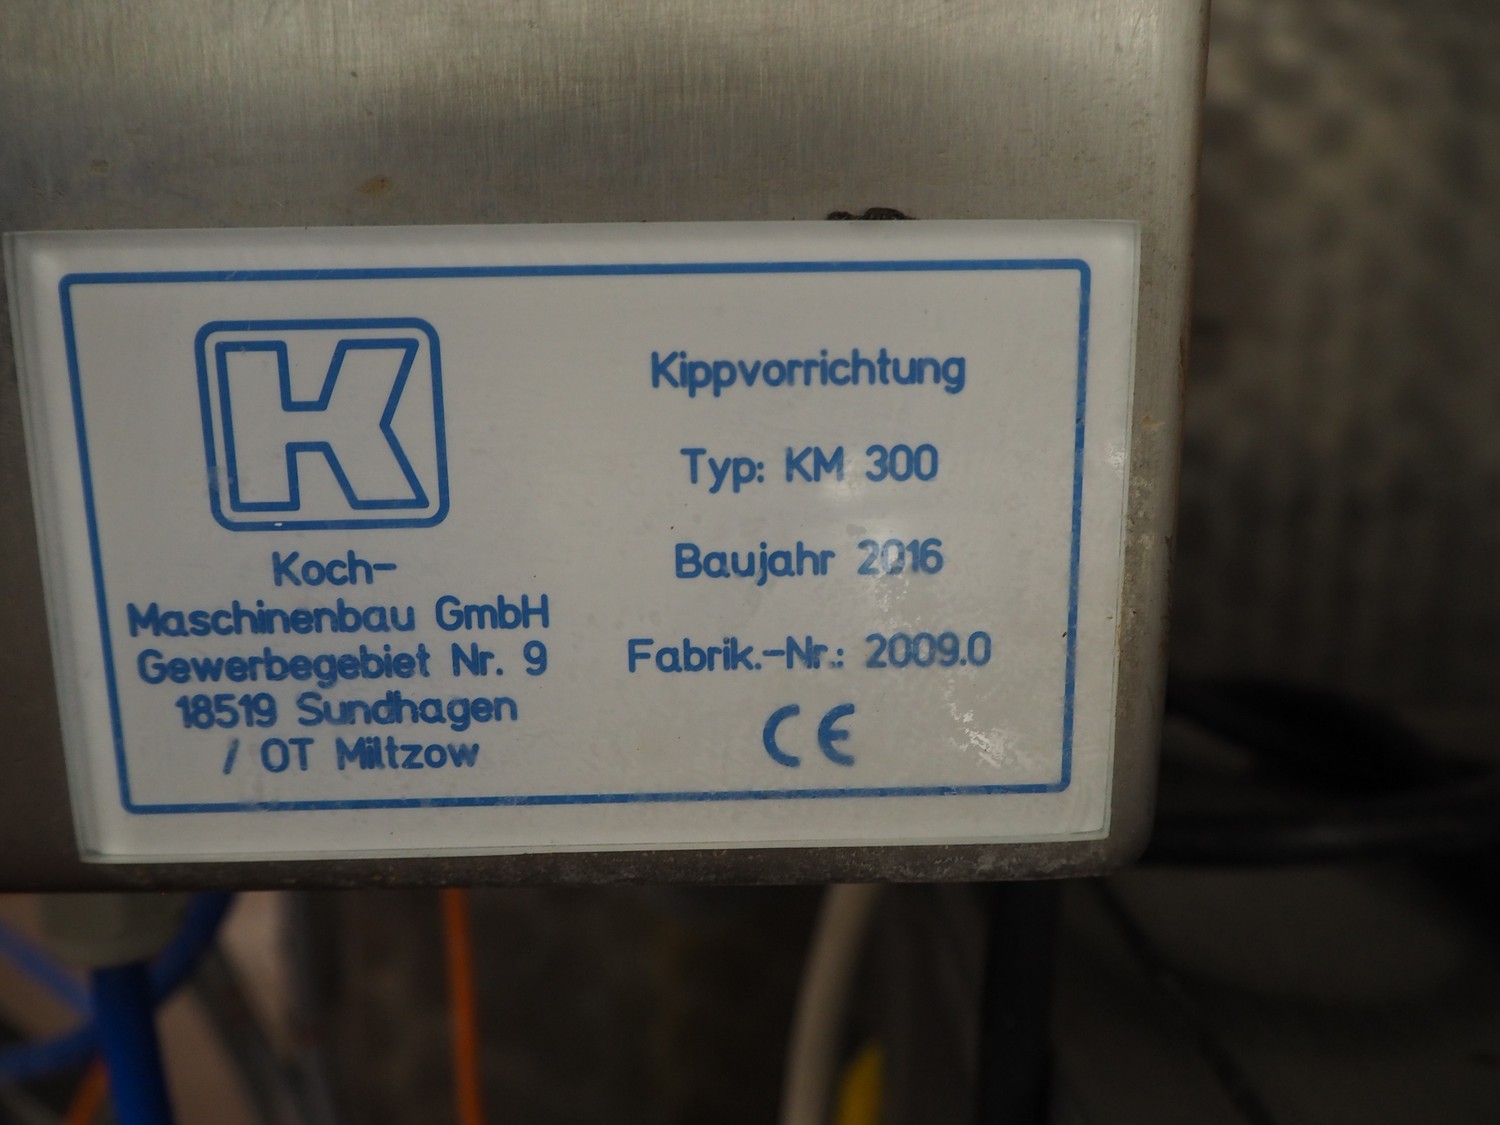 K
Koch-
Maschinenbau GmbH
Gewerbegebiet Nr. 9
18519 Sundhagen
/ OT Miltzow
Kippvorrichtung
Typ: KM 300
Baujahr 2016
Fabrik.-Nr.: 2009.0
CE